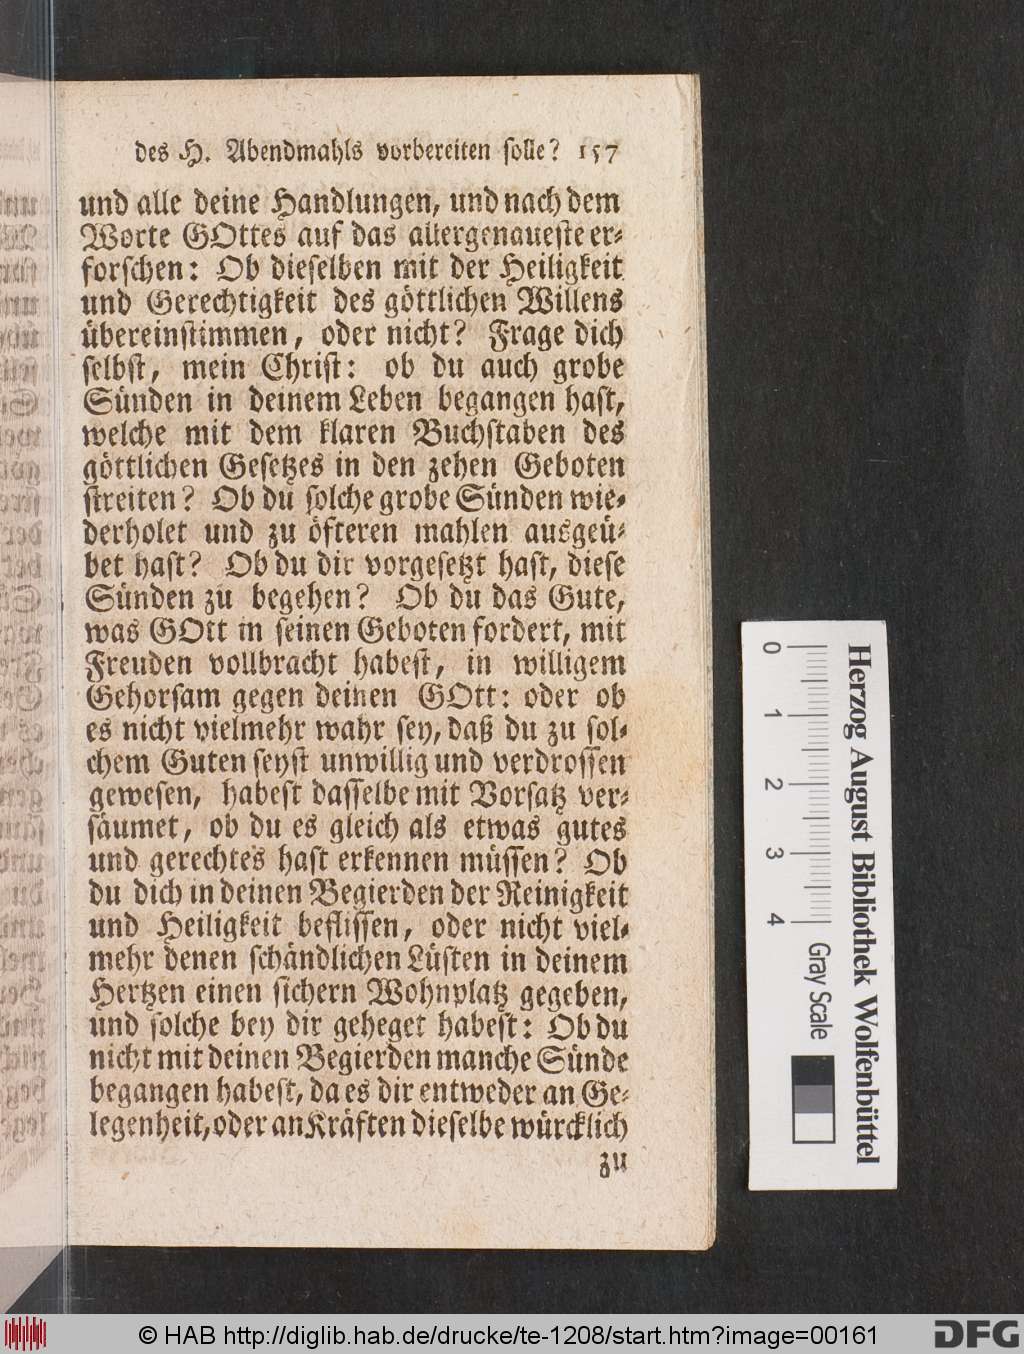 des H. Abendmahls vorbereiten solle? 157
und alle deine Handlungen, und nach dem
Worte GOttes auf das allergenaueste er-
forschen: Ob dieselben mit der Heiligkeit
und Gerechtigkeit des göttlichen Willens
übereinstimmen, oder nicht? Frage dich
selbst, mein Christ: ob du auch grobe
Sünden in deinem Leben begangen hast,
welche mit dem klaren Buchstaben des
göttlichen Gesetzes in den zehen Geboten
streiten? Ob du solche grobe Sünden wie-
derholet und zu öfteren mahlen ausgeü-
bet hast? Ob du dir vorgesetzt hast, diese
Sünden zu begehen? Ob du das Gute,
was GOtt in seinen Geboten fordert, mit
Freuden vollbracht habest, in willigem
Gehorsam gegen deinen GOtt: oder ob
es nicht vielmehr wahr sey, daß du zu sol-
chem Guten seyst unwillig und verdrossen
gewesen, habest dasselbe mit Vorsatz ver-
säumet, ob du es gleich als etwas gutes
und gerechtes hast erkennen müssen? Ob
du dich in deinen Begierden der Reinigkeit
und Heiligkeit beflissen, oder nicht viel-
mehr denen schändlichen Lüsten in deinem
Hertzen einen sichern Wohnplatz gegeben,
und solche bey dir geheget habest: Ob du
nicht mit deinen Begierden manche Sünde
begangen habest, da es dir entweder an Ge-
legenheit, oder an Kräften dieselbe würcklich
zu
0 1 2 3 4 Gray Scale
Herzog August Bibliothek Wolfenbüttel
© HAB http://diglib.hab.de/drucke/te-1208/start.htm?image=00161
DFG